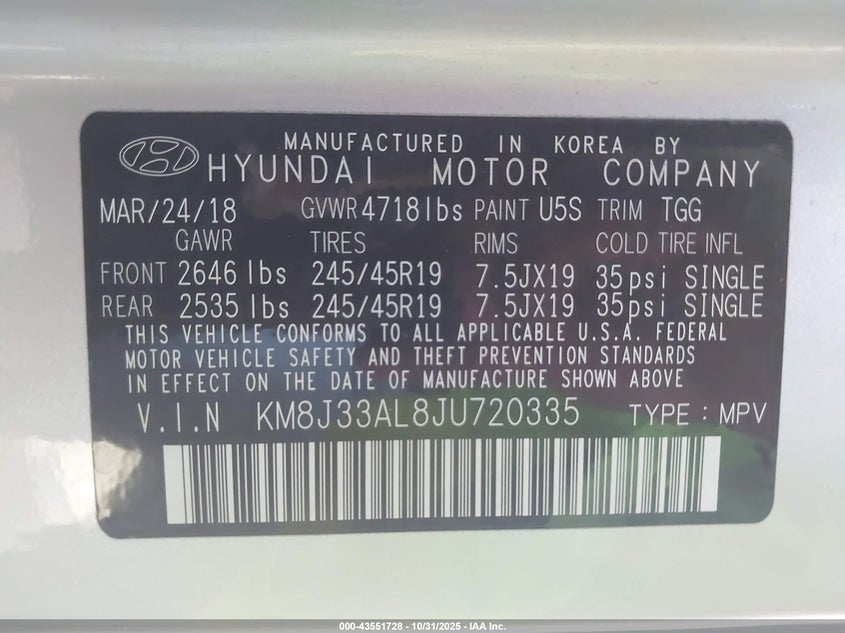 MANUFACTURED IN KOREA BY
HYUNDAI MOTOR COMPANY
MAR/24/18 GVWR 4718lbs PAINT U5S TRIM TGG
GAWR TIRES RIMS COLD TIRE INFL
FRONT 2646 lbs 245/45R19 7.5JX19 35psi SINGLE
REAR 2535 lbs 245/45R19 7.5JX19 35psi SINGLE
THIS VEHICLE CONFORMS TO ALL APPLICABLE U.S.A. FEDERAL
MOTOR VEHICLE SAFETY AND THEFT PREVENTION STANDARDS
IN EFFECT ON THE DATE OF MANUFACTURE SHOWN ABOVE
V.I.N KM8J33AL8JU720335 TYPE : MPV
000-43551728 - 10/31/2025 - IAA Inc.